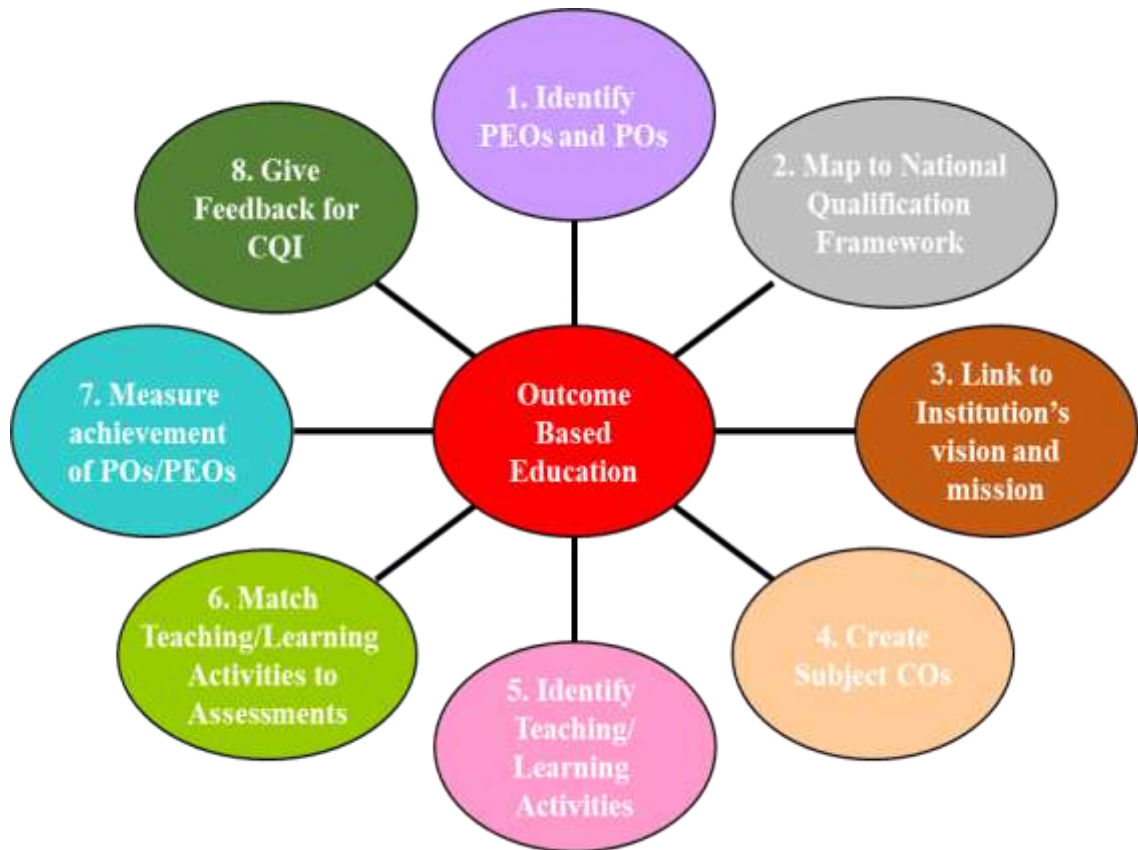 1. Identify
PEOs and POs
2. Map to National
Qualification
Framework
3. Link to
Institution’s
vision and
mission
4. Create
Subject COs
5. Identify
Teaching/
Learning
Activities
6. Match
Teaching/Learning
Activities to
Assessments
7. Measure
achievement
of POs/PEOs
8. Give
Feedback for
CQI
Outcome
Based
Education